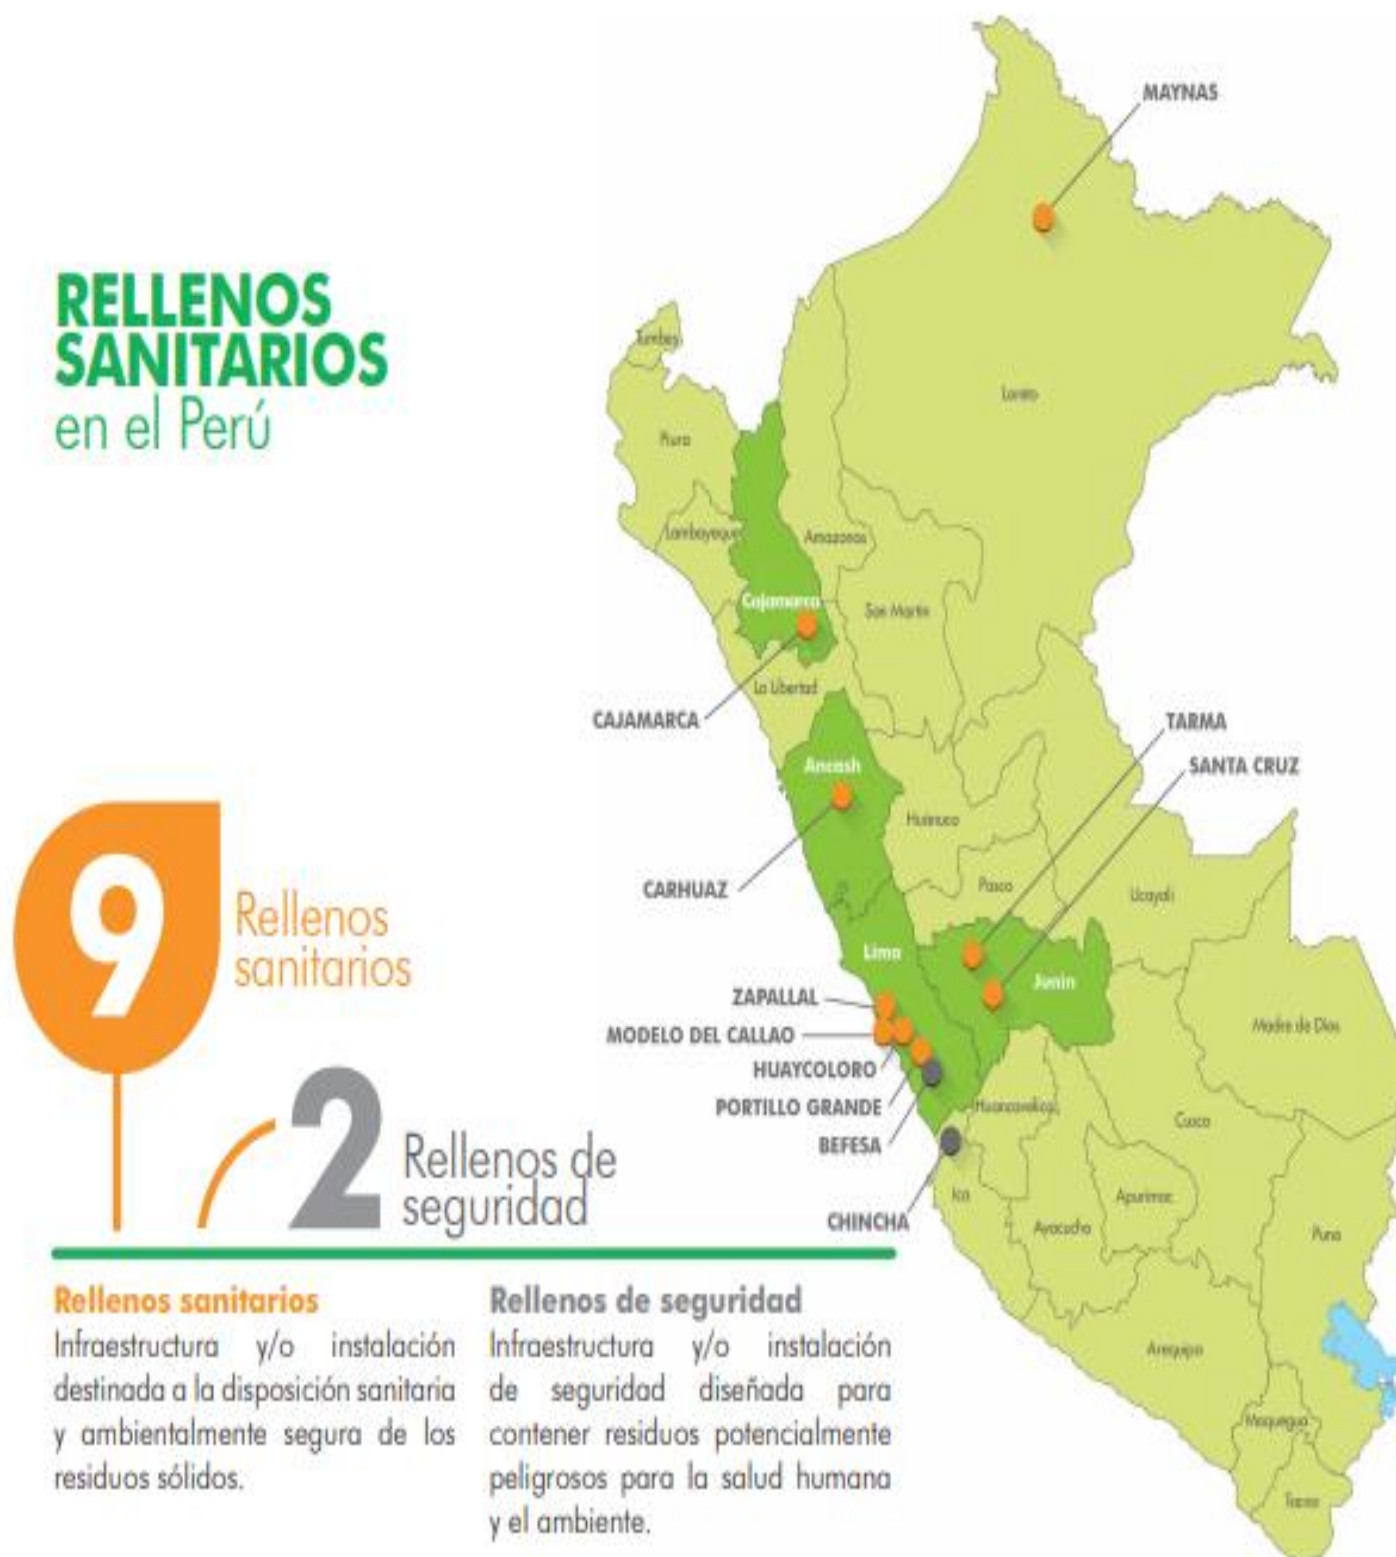 RELLENOS
SANITARIOS
en el Perú
9
Rellenos
sanitarios
2
Rellenos de
seguridad
Rellenos sanitarios
Infraestructura y/o instalación
destinada a la disposición sanitaria
y ambientalmente segura de los
residuos sólidos.
Rellenos de seguridad
Infraestructura y/o instalación
de seguridad diseñada para
contener residuos potencialmente
peligrosos para la salud humana
y el ambiente.
MAYNAS
Tumbes
Loreto
Piura
Lambayeque
Amazonas
Cajamarca
San Martín
La Libertad
CAJAMARCA
TARMA
SANTA CRUZ
Ancash
Huánuco
CARHUAZ
Pasco
Ucayali
Lima
Junín
ZAPALLAL
MODELO DEL CALLAO
Madre de Dios
HUAYCOLORO
PORTILLO GRANDE
Huancavelica
Cusco
BEFESA
Ica
Apurimac
CHINCHA
Ayacucho
Puno
Arequipa
Moquegua
Tacna